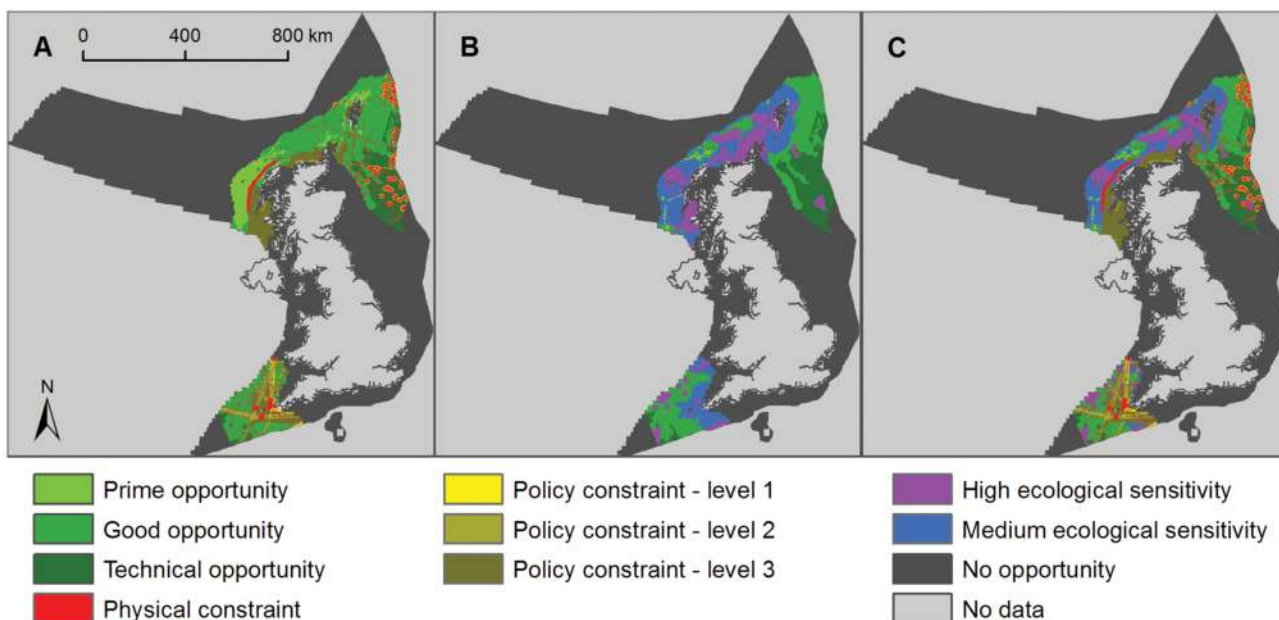 A
0 400 800 km
B
C
N
Prime opportunity
Good opportunity
Technical opportunity
Physical constraint
Policy constraint - level 1
Policy constraint - level 2
Policy constraint - level 3
High ecological sensitivity
Medium ecological sensitivity
No opportunity
No data